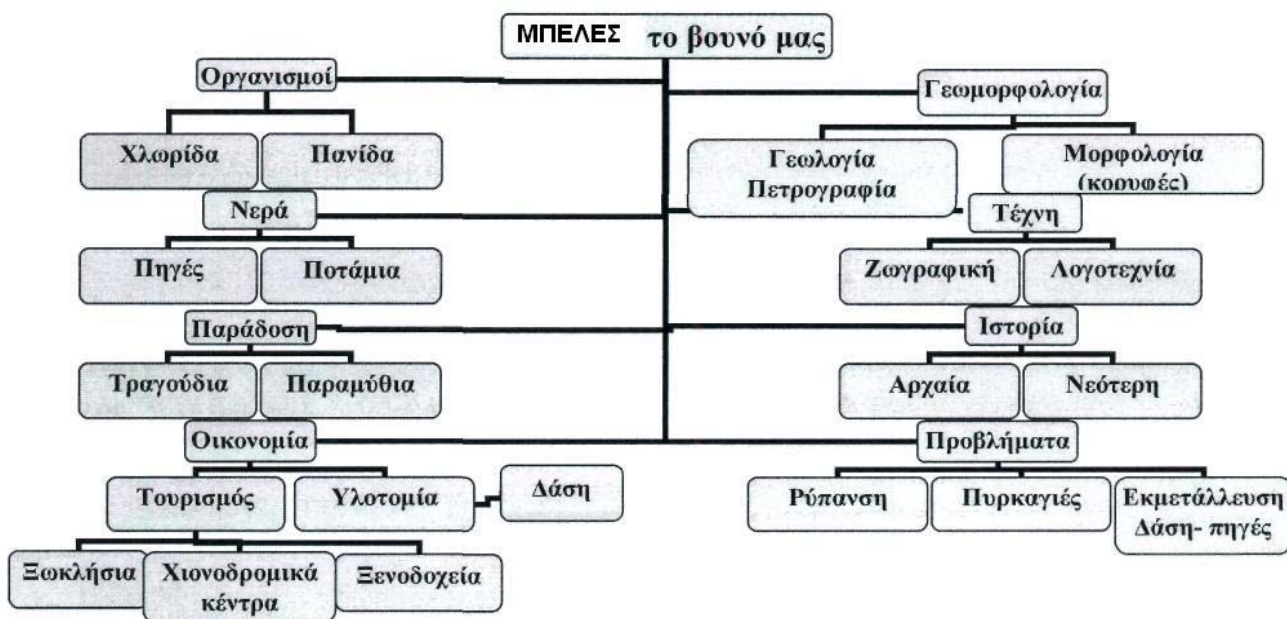 ΜΠΕΛΕΣ το βουνό μας
Οργανισμοί
Γεωμορφολογία
Χλωρίδα
Πανίδα
Γεωλογία
Πετρογραφία
Μορφολογία
(κορυφές)
Νερά
Τέχνη
Πηγές
Ποτάμια
Ζωγραφική
Λογοτεχνία
Παράδοση
Ιστορία
Τραγούδια
Παραμύθια
Αρχαία
Νεότερη
Οικονομία
Προβλήματα
Τουρισμός
Υλοτομία
Δάση
Ρύπανση
Πυρκαγιές
Εκμετάλλευση
Δάση- πηγές
Ξωκλήσια
Χιονοδρομικά
κέντρα
Ξενοδοχεία